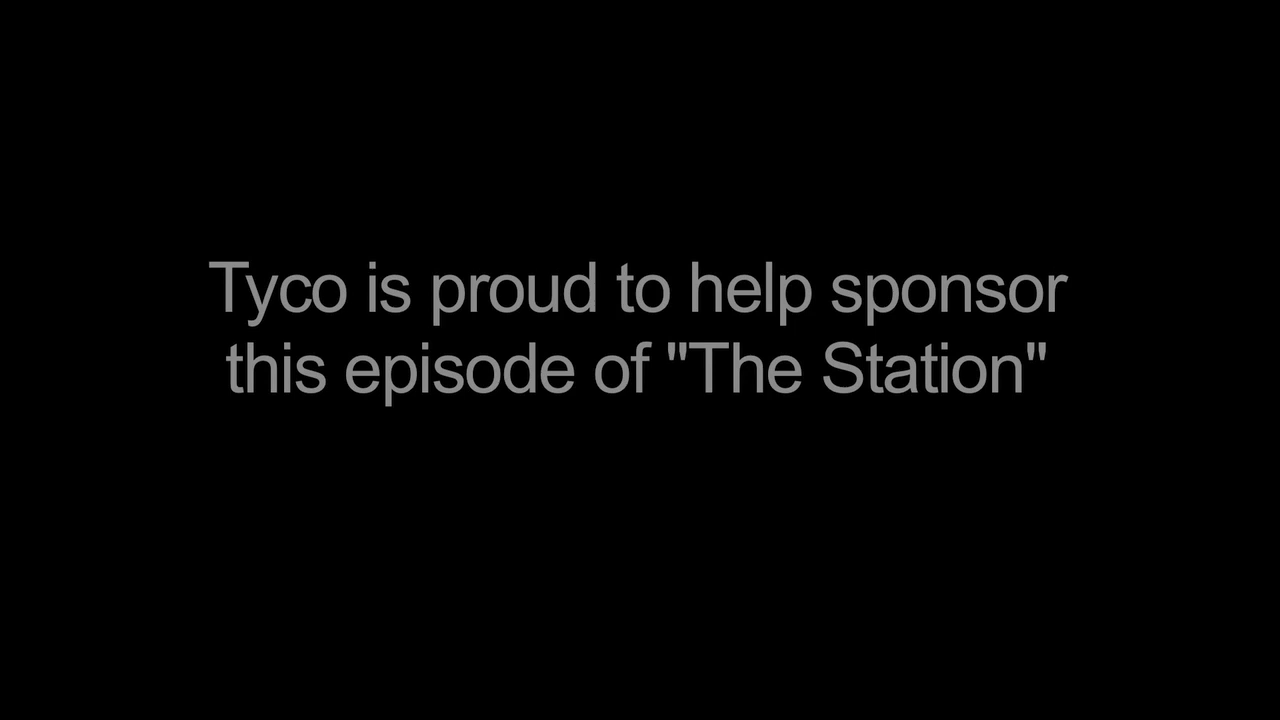 Tyco is proud to help sponsor
this episode of "The Station"